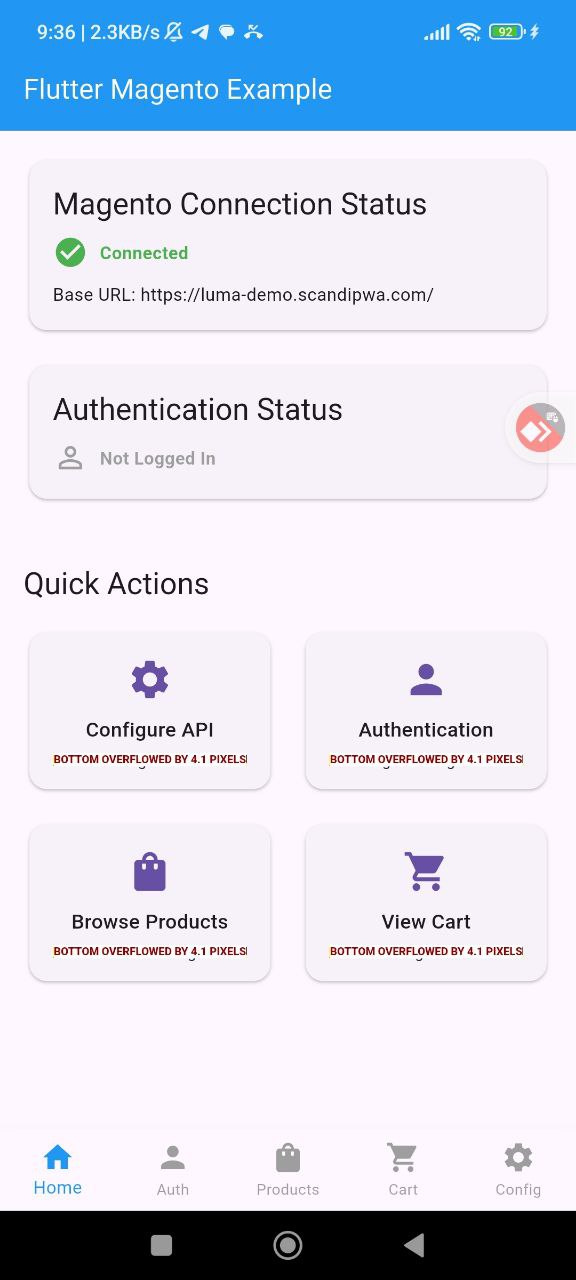 9:36 | 2.3KB/s
92
Flutter Magento Example
Magento Connection Status
Connected
Base URL: https://luma-demo.scandipwa.com/
Authentication Status
Not Logged In
Quick Actions
Configure API
BOTTOM OVERFLOWED BY 4.1 PIXELS
Authentication
BOTTOM OVERFLOWED BY 4.1 PIXELS
Browse Products
BOTTOM OVERFLOWED BY 4.1 PIXELS
View Cart
BOTTOM OVERFLOWED BY 4.1 PIXELS
Home
Auth
Products
Cart
Config